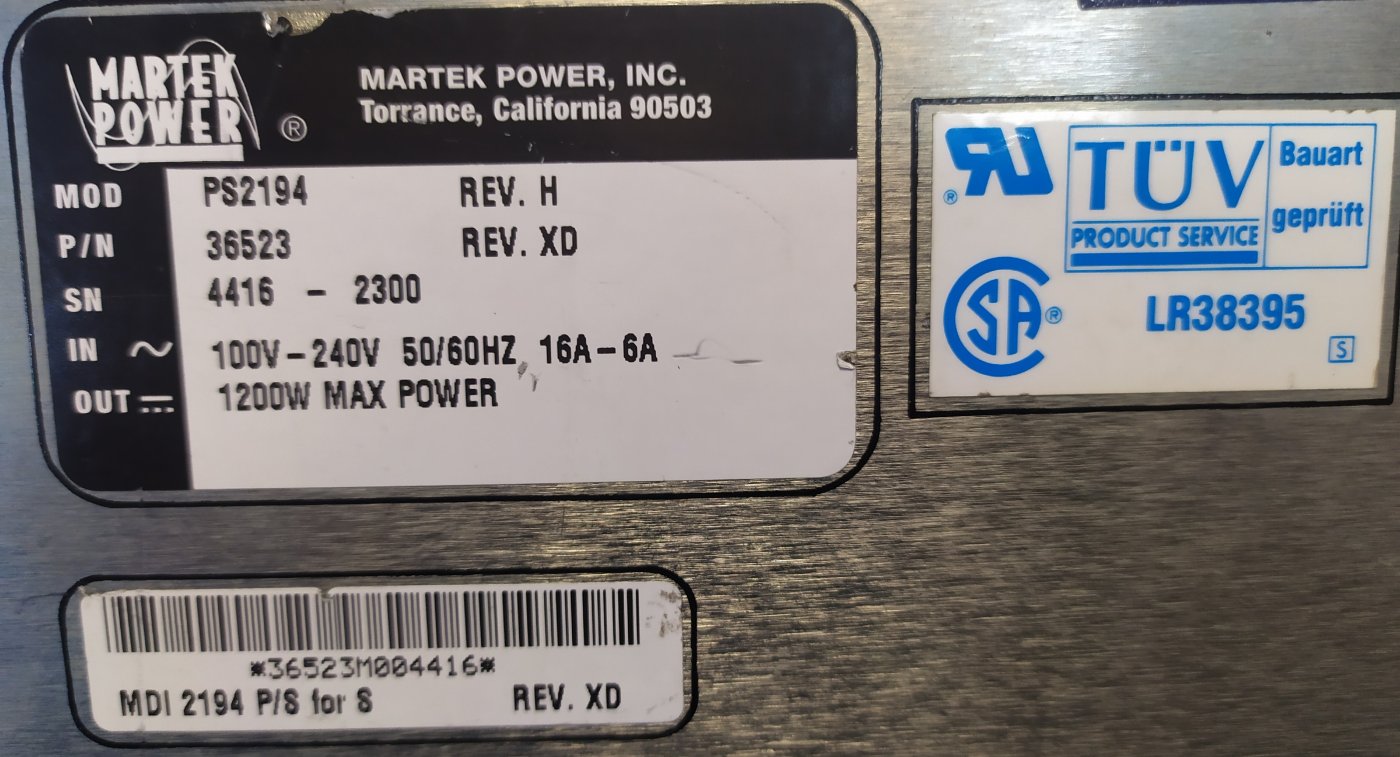 MARTEK
POWER®
MARTEK POWER, INC.
Torrance, California 90503
MOD PS2194 REV. H
P/N 36523 REV. XD
SN 4416 - 2300
IN ~ 100V-240V 50/60HZ 16A-6A
OUT ⎓ 1200W MAX POWER
RU®
TÜV
PRODUCT SERVICE
Bauart
geprüft
SA®
LR38395
S
*36523M004416*
MDI 2194 P/S for S REV. XD